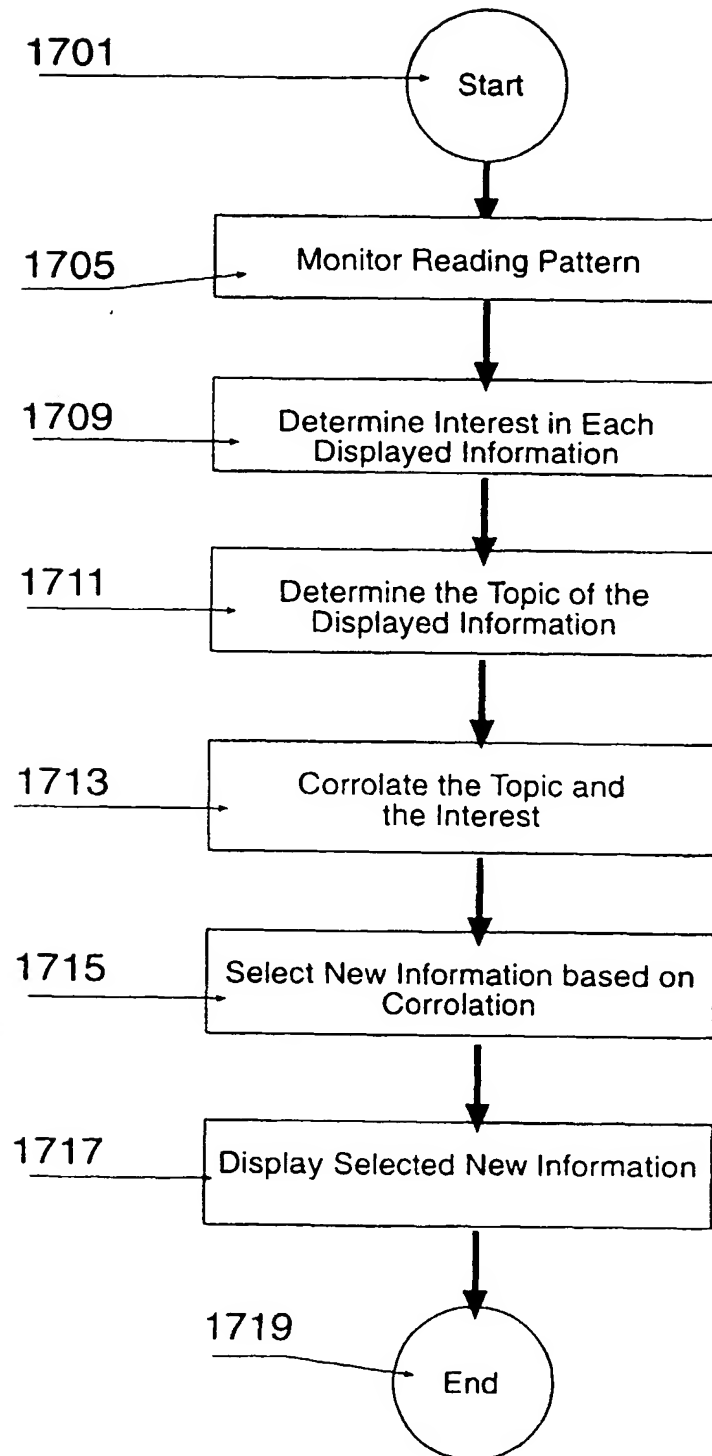 1701
Start
1705
Monitor Reading Pattern
1709
Determine Interest in Each
Displayed Information
1711
Determine the Topic of the
Displayed Information
1713
Corrolate the Topic and
the Interest
1715
Select New Information based on
Corrolation
1717
Display Selected New Information
1719
End